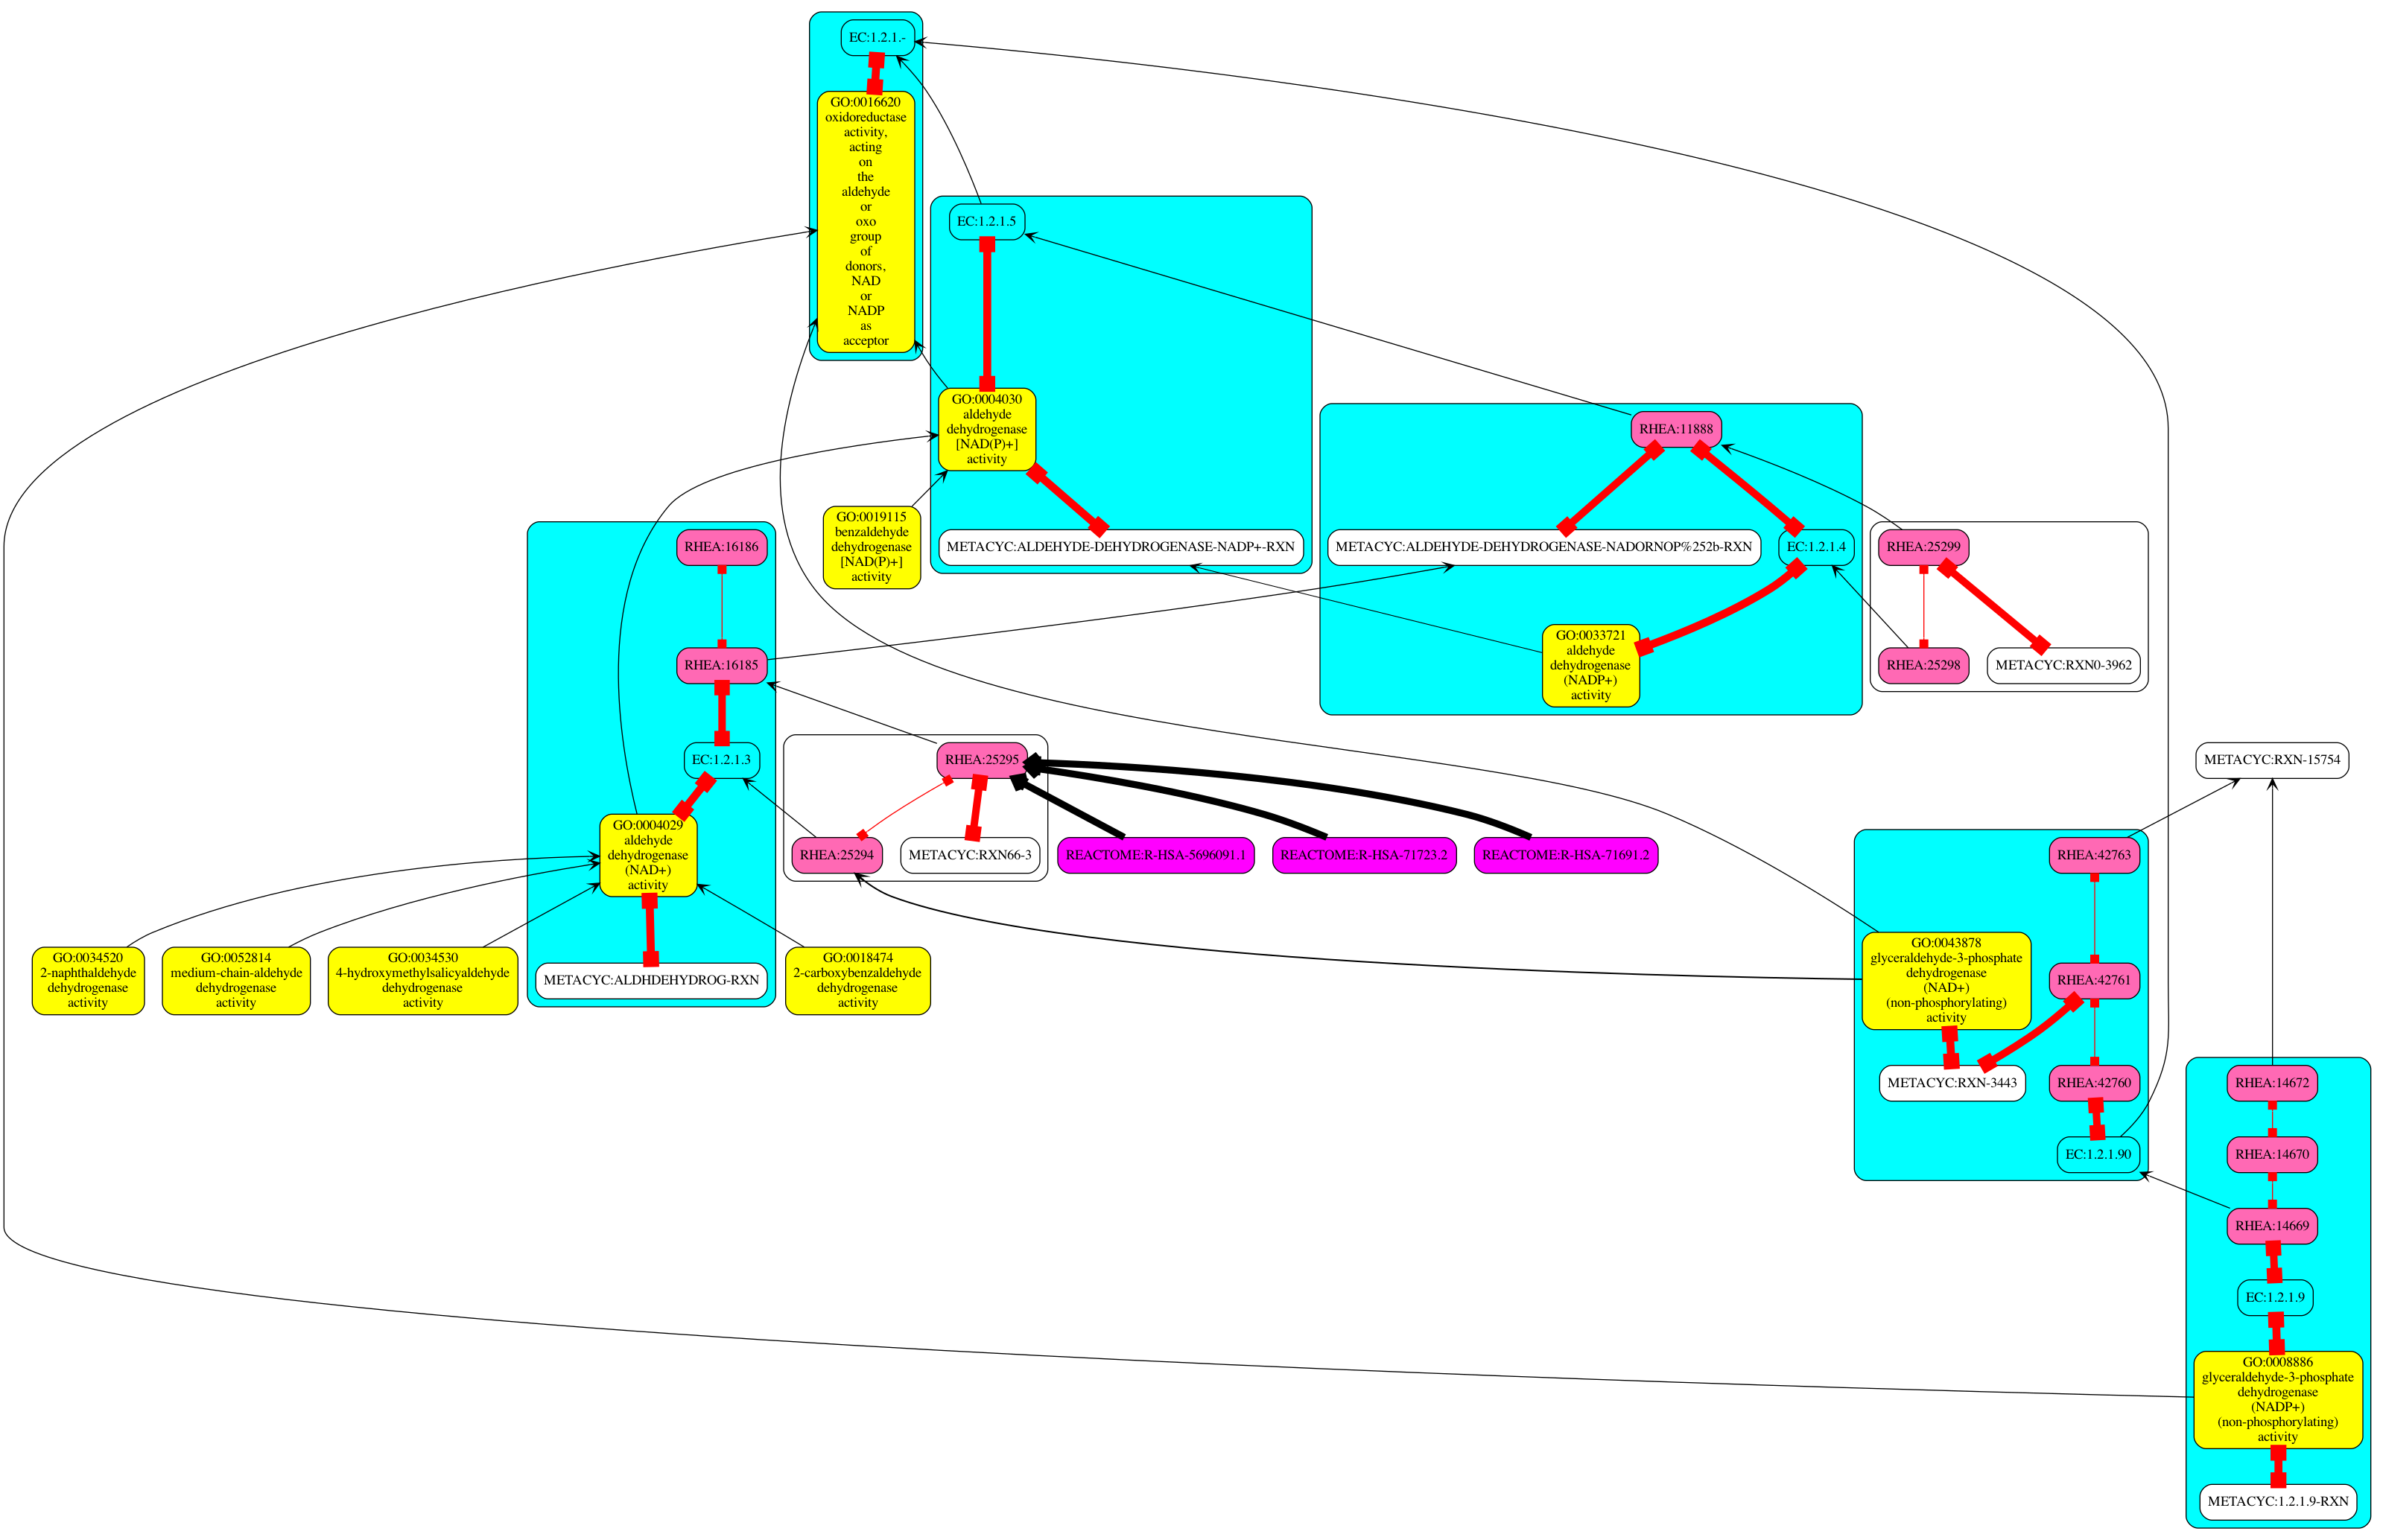 EC:1.2.1.-
GO:0016620
oxidoreductase
activity,
acting
on
the
aldehyde
or
oxo
group
of
donors,
NAD
or
NADP
as
acceptor
EC:1.2.1.5
GO:0004030
aldehyde
dehydrogenase
[NAD(P)+]
activity
RHEA:11888
GO:0019115
benzaldehyde
dehydrogenase
[NAD(P)+]
activity
METACYC:ALDEHYDE-DEHYDROGENASE-NADP+-RXN
METACYC:ALDEHYDE-DEHYDROGENASE-NADORNOP%252b-RXN
EC:1.2.1.4
RHEA:25299
RHEA:16186
RHEA:16185
GO:0033721
aldehyde
dehydrogenase
(NADP+)
activity
RHEA:25298
METACYC:RXN0-3962
EC:1.2.1.3
RHEA:25295
METACYC:RXN-15754
GO:0004029
aldehyde
dehydrogenase
(NAD+)
activity
RHEA:25294
METACYC:RXN66-3
REACTOME:R-HSA-5696091.1
REACTOME:R-HSA-71723.2
REACTOME:R-HSA-71691.2
RHEA:42763
GO:0034520
2-naphthaldehyde
dehydrogenase
activity
GO:0052814
medium-chain-aldehyde
dehydrogenase
activity
GO:0034530
4-hydroxymethylsalicyaldehyde
dehydrogenase
activity
METACYC:ALDHDEHYDROG-RXN
GO:0018474
2-carboxybenzaldehyde
dehydrogenase
activity
GO:0043878
glyceraldehyde-3-phosphate
dehydrogenase
(NAD+)
(non-phosphorylating)
activity
RHEA:42761
METACYC:RXN-3443
RHEA:42760
RHEA:14672
EC:1.2.1.90
RHEA:14670
RHEA:14669
EC:1.2.1.9
GO:0008886
glyceraldehyde-3-phosphate
dehydrogenase
(NADP+)
(non-phosphorylating)
activity
METACYC:1.2.1.9-RXN